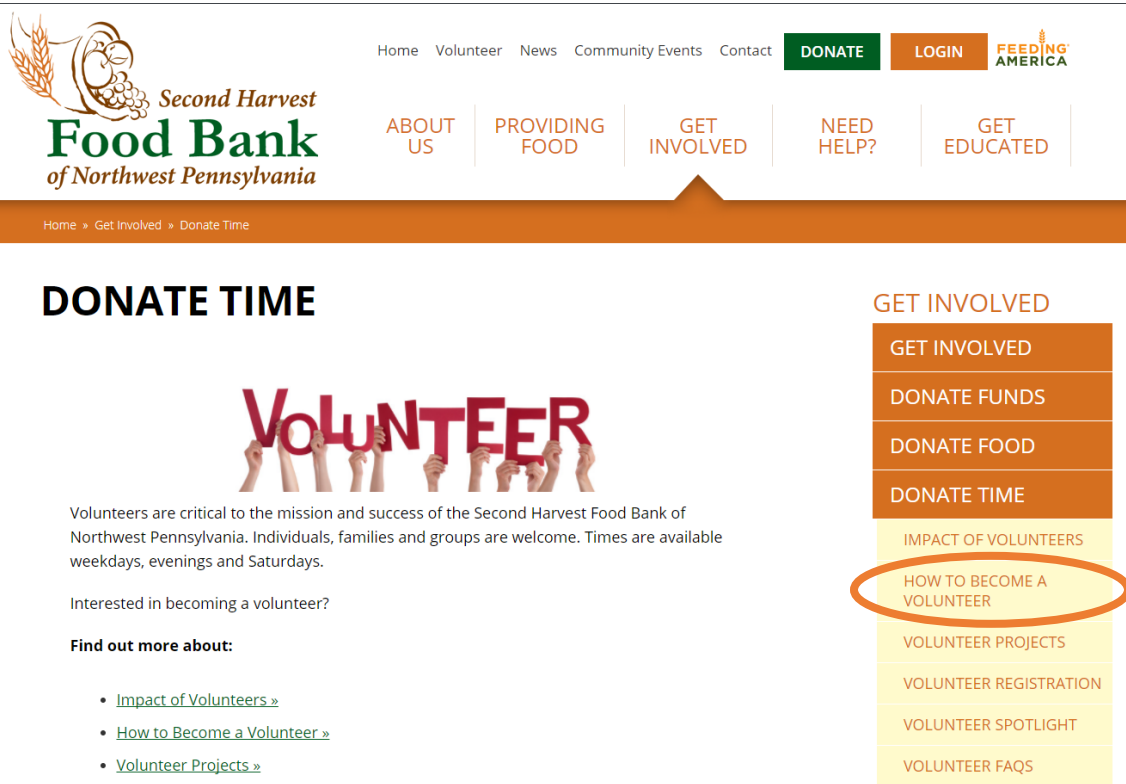 Second Harvest
Food Bank
of Northwest Pennsylvania
Home Volunteer News Community Events Contact DONATE LOGIN
FEEDING
AMERICA
ABOUT
US
PROVIDING
FOOD
GET
INVOLVED
NEED
HELP?
GET
EDUCATED
Home » Get Involved » Donate Time
DONATE TIME
VOLUNTEER
Volunteers are critical to the mission and success of the Second Harvest Food Bank of
Northwest Pennsylvania. Individuals, families and groups are welcome. Times are available
weekdays, evenings and Saturdays.
Interested in becoming a volunteer?
Find out more about:
• Impact of Volunteers »
• How to Become a Volunteer »
• Volunteer Projects »
GET INVOLVED
GET INVOLVED
DONATE FUNDS
DONATE FOOD
DONATE TIME
IMPACT OF VOLUNTEERS
HOW TO BECOME A
VOLUNTEER
VOLUNTEER PROJECTS
VOLUNTEER REGISTRATION
VOLUNTEER SPOTLIGHT
VOLUNTEER FAQS